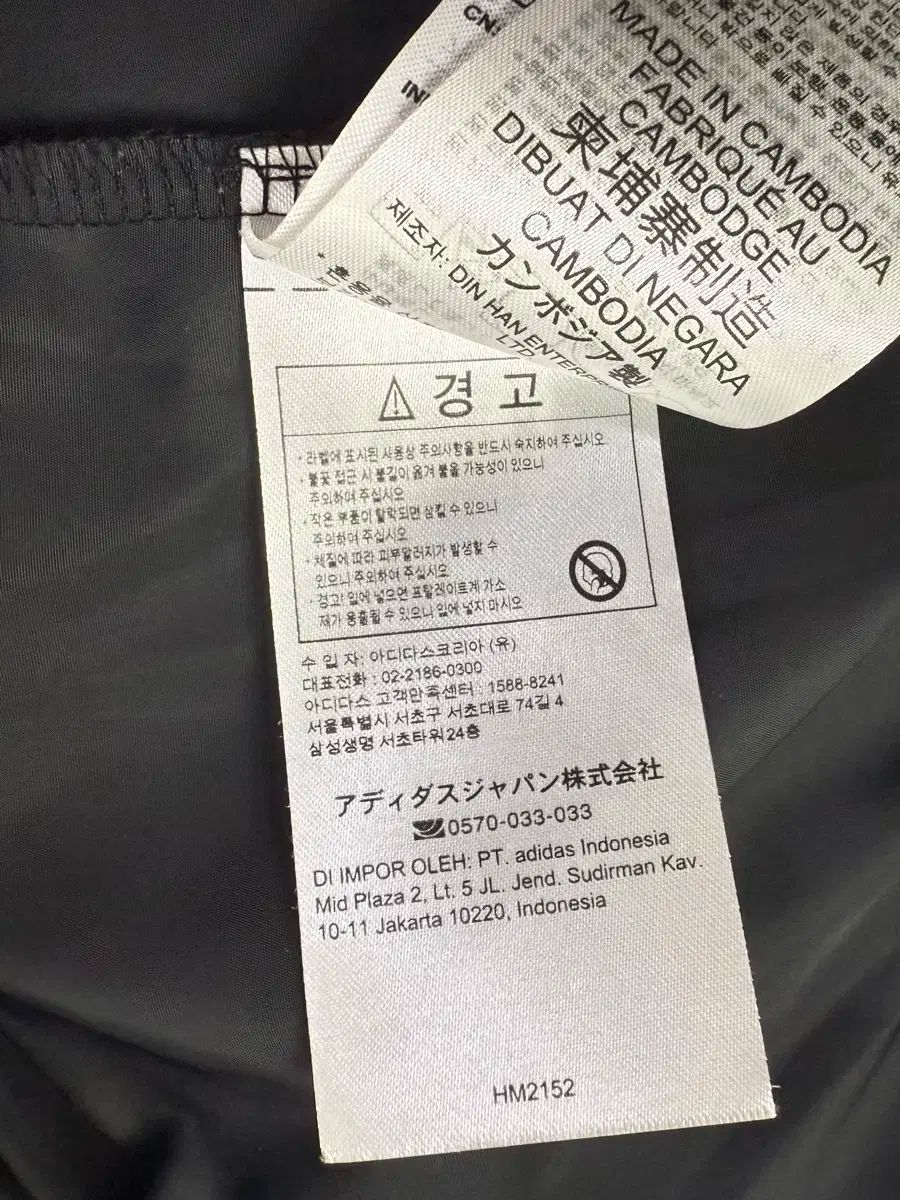 CN:
MADE IN CAMBODIA
FABRIQUÉ AU
CAMBODGE
柬埔寨制造
DIBUAT DI NEGARA
CAMBODIA
カンボジア製
제조자: DIN HAN ENTERPR
LTD
경고
· 라벨에 표시된 사용상 주의사항을 반드시 숙지하여 주십시오
· 불꽃 접근 시 불길이 옮겨 붙을 가능성이 있으니
주의하여 주십시오
· 작은 부품이 탈락되면 삼킬 수 있으니
주의하여 주십시오
· 체질에 따라 피부알러지가 발생할 수
있으니 주의하여 주십시오
· 경고! 입에 넣으면 프탈레이트계 가소
제가 용출될 수 있으니 입에 넣지 마시오
수 입 자: 아디다스코리아 (유)
대표전화 : 02-2186-0300
아디다스 고객만족센터 : 1588-8241
서울특별시 서초구 서초대로 74길 4
삼성생명 서초타워 24층
アディダスジャパン株式会社
0570-033-033
DI IMPOR OLEH: PT. adidas Indonesia
Mid Plaza 2, Lt. 5 JL. Jend. Sudirman Kav.
10-11 Jakarta 10220, Indonesia
HM2152